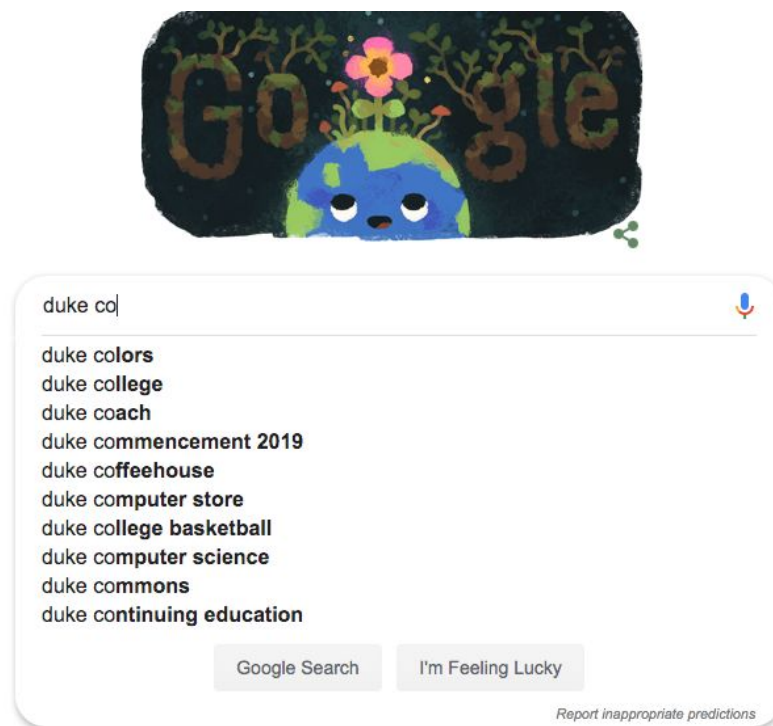 Google
duke co
duke colors
duke college
duke coach
duke commencement 2019
duke coffeehouse
duke computer store
duke college basketball
duke computer science
duke commons
duke continuing education
Google Search I'm Feeling Lucky
Report inappropriate predictions